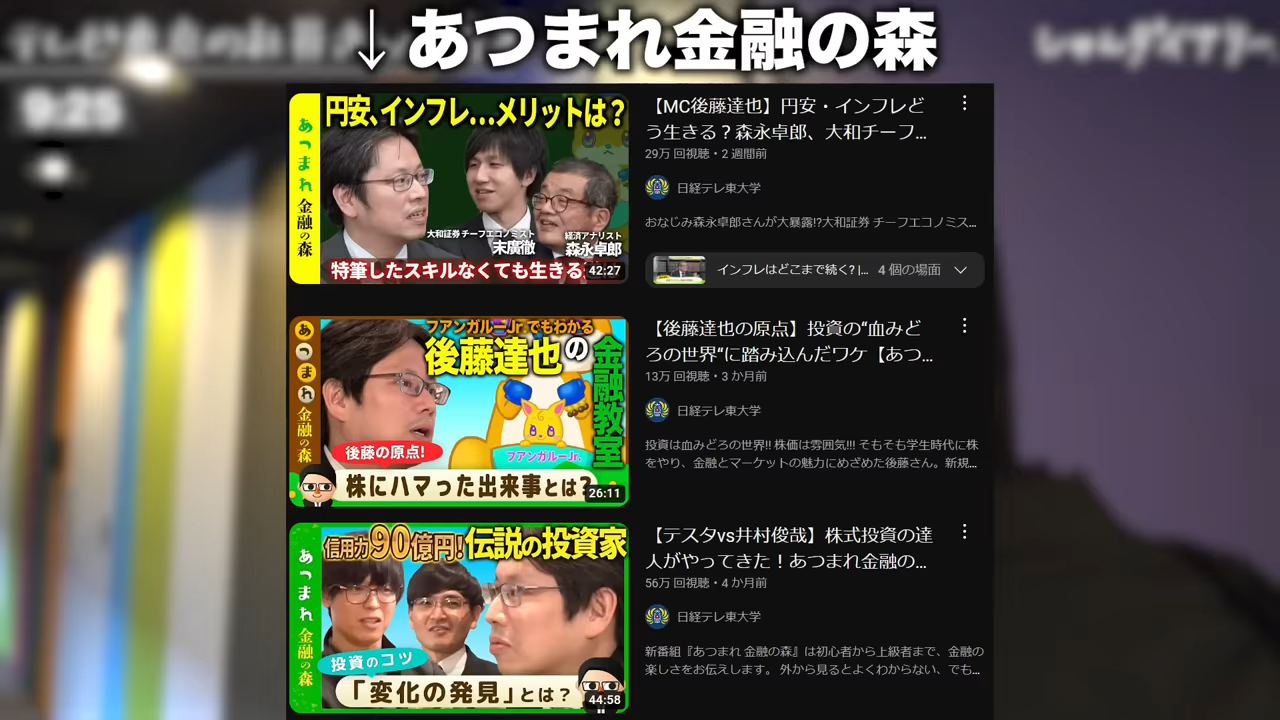 ↓あつまれ金融の森
9:25
あつまれ金融の森
円安、インフレ…メリットは？
大和証券 チーフエコノミスト
末廣徹
経済アナリスト
森永卓郎
特筆したスキルなくても生きる
42:27
【MC後藤達也】円安・インフレど
う生きる？森永卓郎、大和チーフ...
29万 回視聴・2 週間前
日経テレ東大学
おなじみ森永卓郎さんが大暴露!?大和証券 チーフエコノミス...
インフレはどこまで続く? |...
4 個の場面
あつまれ金融の森
ファンガルーJr.でもわかる
後藤達也の
金融教室
後藤の原点!
ファンガルーJr.
株にハマった出来事とは?
26:11
【後藤達也の原点】投資の“血みど
ろの世界“に踏み込んだワケ【あつ...
13万 回視聴・3 か月前
日経テレ東大学
投資は血みどろの世界!! 株価は雰囲気!!! そもそも学生時代に株
をやり、金融とマーケットの魅力にめざめた後藤さん。新規...
あつまれ金融の森
信用力90億円!伝説の投資家
投資のコツ
「変化の発見」とは？
44:58
【テスタvs井村俊哉】株式投資の達
人がやってきた！あつまれ金融の...
56万 回視聴・4 か月前
日経テレ東大学
新番組『あつまれ 金融の森』は初心者から上級者まで、金融の
楽しさをお伝えします。 外から見るとよくわからない、でも...